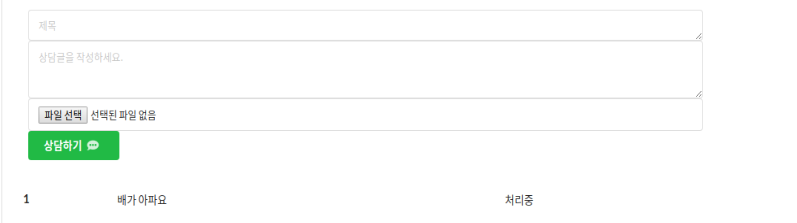 제목
상담글을 작성하세요.
파일 선택 선택된 파일 없음
상담하기
1 배가 아파요 처리중